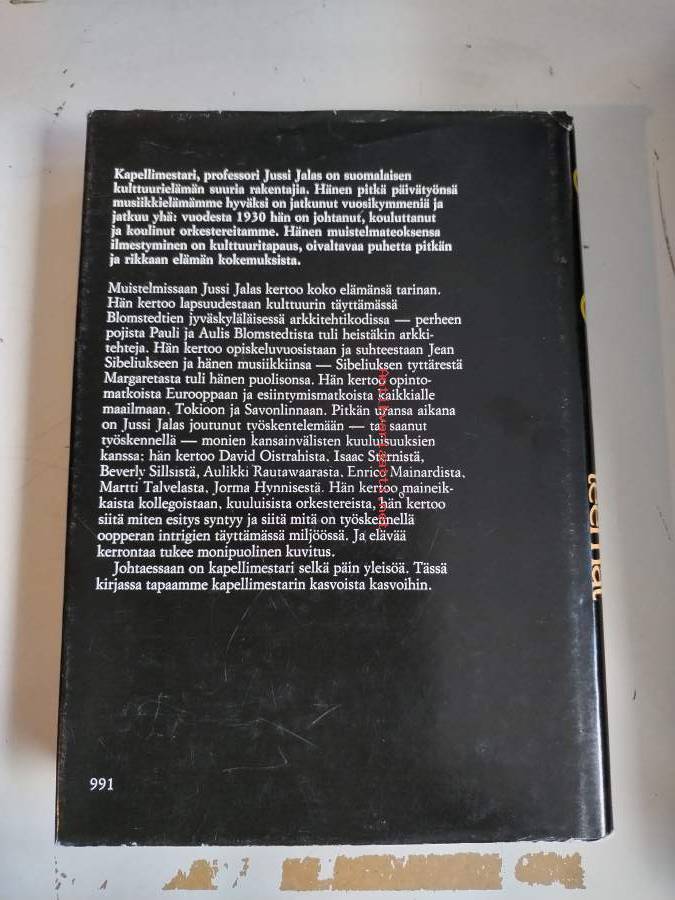 Kapellimestari, professori Jussi Jalas on suomalaisen
kulttuurielämän suuria rakentajia. Hänen pitkä päivätyönsä
musiikkielämämme hyväksi on jatkunut vuosikymmeniä ja
jatkuu yhä: vuodesta 1930 hän on johtanut, kouluttanut
ja koulinut orkestereitamme. Hänen muistelmateoksensa
ilmestyminen on kulttuuritapaus, oivaltavaa puhetta pitkän
ja rikkaan elämän kokemuksista.
Muistelmissaan Jussi Jalas kertoo koko elämänsä tarinan.
Hän kertoo lapsuudestaan kulttuurin täyttämässä
Blomstedtien jyväskyläläisessä arkkitehtikodissa — perheen
pojista Pauli ja Aulis Blomstedtista tuli heistäkin arkki-
tehteja. Hän kertoo opiskeluvuosistaan ja suhteestaan Jean
Sibeliukseen ja hänen musiikkiinsa — Sibeliuksen tyttärestä
Margaretasta tuli hänen puolisonsa. Hän kertoo opinto-
matkoista Eurooppaan ja esiintymismatkoista kaikkialle
maailmaan, Tokioon ja Savonlinnaan. Pitkän uransa aikana
on Jussi Jalas joutunut työskentelemään — tai saanut
työskennellä — monien kansainvälisten kuuluisuuksien
kanssa: hän kertoo David Oistrahista, Isaac Sternistä,
Beverly Sillsistä, Aulikki Rautawaarasta, Enrico Mainardista,
Martti Talvelasta, Jorma Hynnisestä. Hän kertoo maineik-
kaista kollegoistaan, kuuluisista orkestereista, hän kertoo
siitä miten esitys syntyy ja siitä mitä on työskennellä
oopperan intrigien täyttämässä miljöössä. Ja elävää
kerrontaa tukee monipuolinen kuvitus.
Johtaessaan on kapellimestari selkä päin yleisöä. Tässä
kirjassa tapaamme kapellimestarin kasvoista kasvoihin.
991